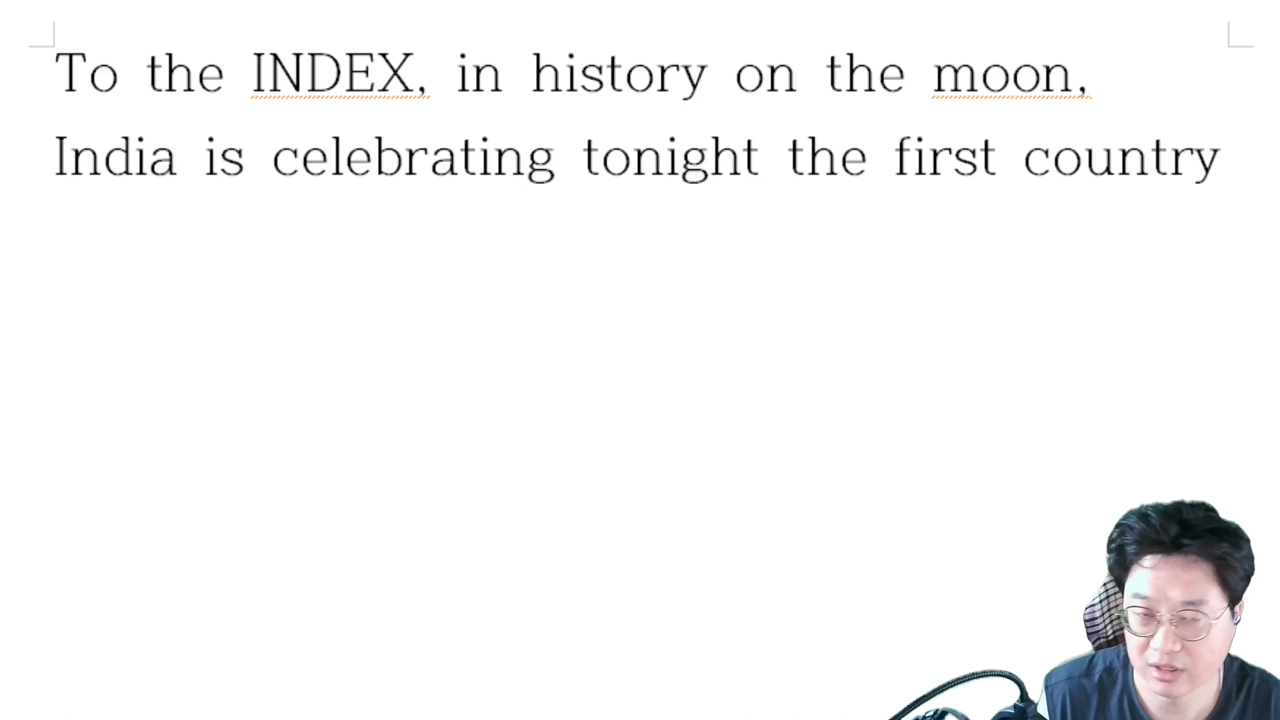 To the INDEX, in history on the moon,
India is celebrating tonight the first country